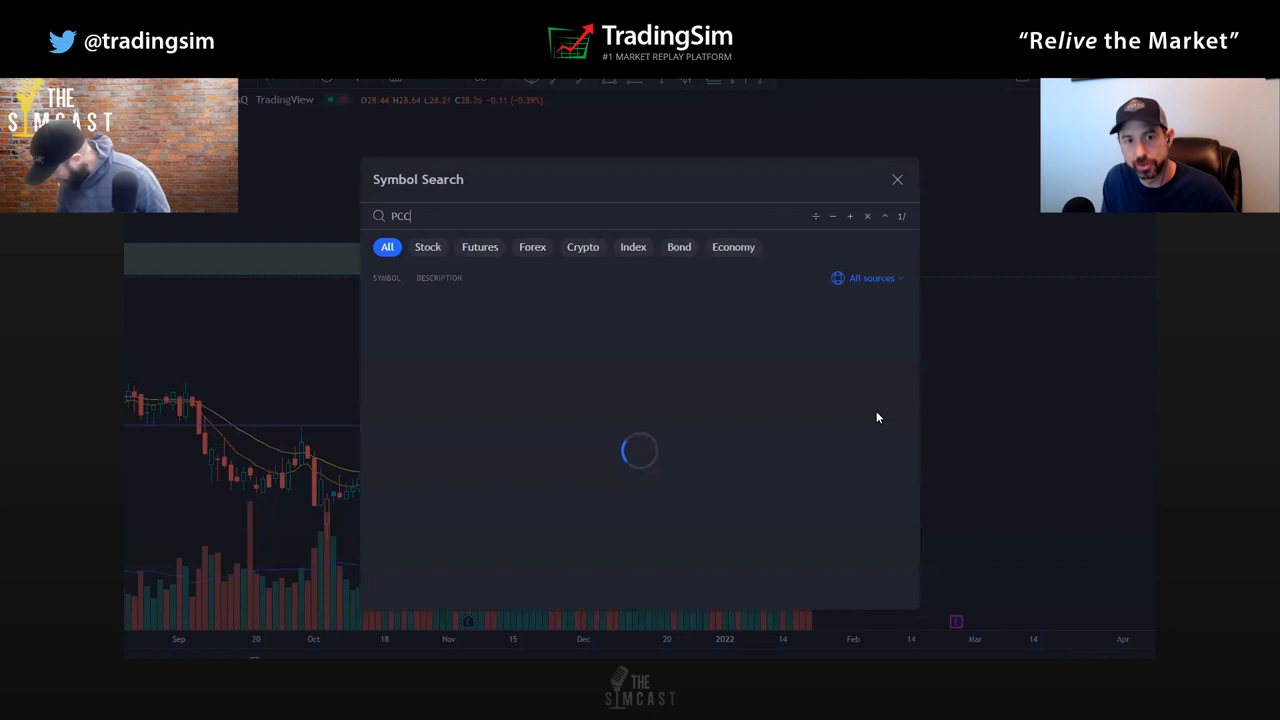 @tradingsim
TradingSim
#1 MARKET REPLAY PLATFORM
“Relive the Market”
THE
SIMCAST
Q TradingView O28.44 H28.64 L28.21 C28.26 −0.11 (−0.39%)
Symbol Search
PCC
÷ − + × ^ 1/
All Stock Futures Forex Crypto Index Bond Economy
SYMBOL DESCRIPTION
All sources
E E
Sep 20 Oct 18 Nov 15 Dec 20 2022 14 Feb 14 Mar 14 Apr
THE
SIMCAST